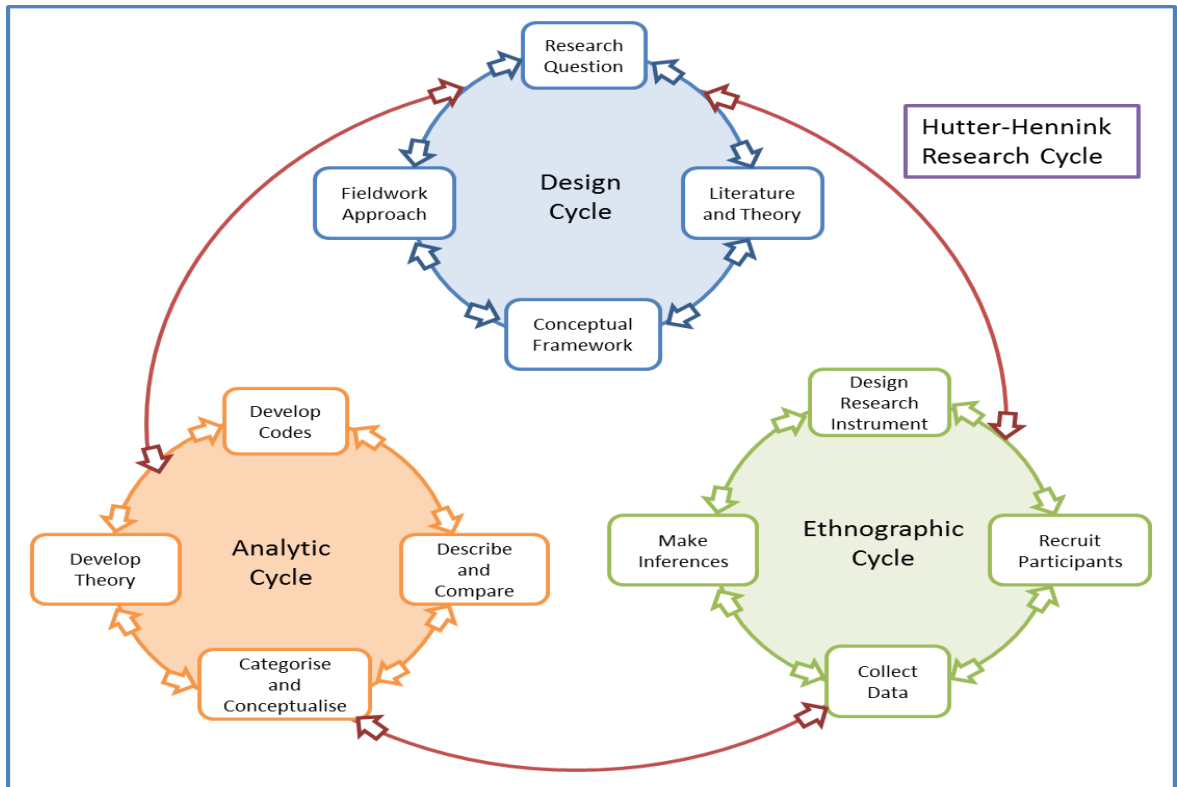 Research
Question
Hutter-Hennink
Research Cycle
Fieldwork
Approach
Design
Cycle
Literature
and Theory
Conceptual
Framework
Develop
Codes
Design
Research
Instrument
Develop
Theory
Analytic
Cycle
Describe
and
Compare
Make
Inferences
Ethnographic
Cycle
Recruit
Participants
Categorise
and
Conceptualise
Collect
Data